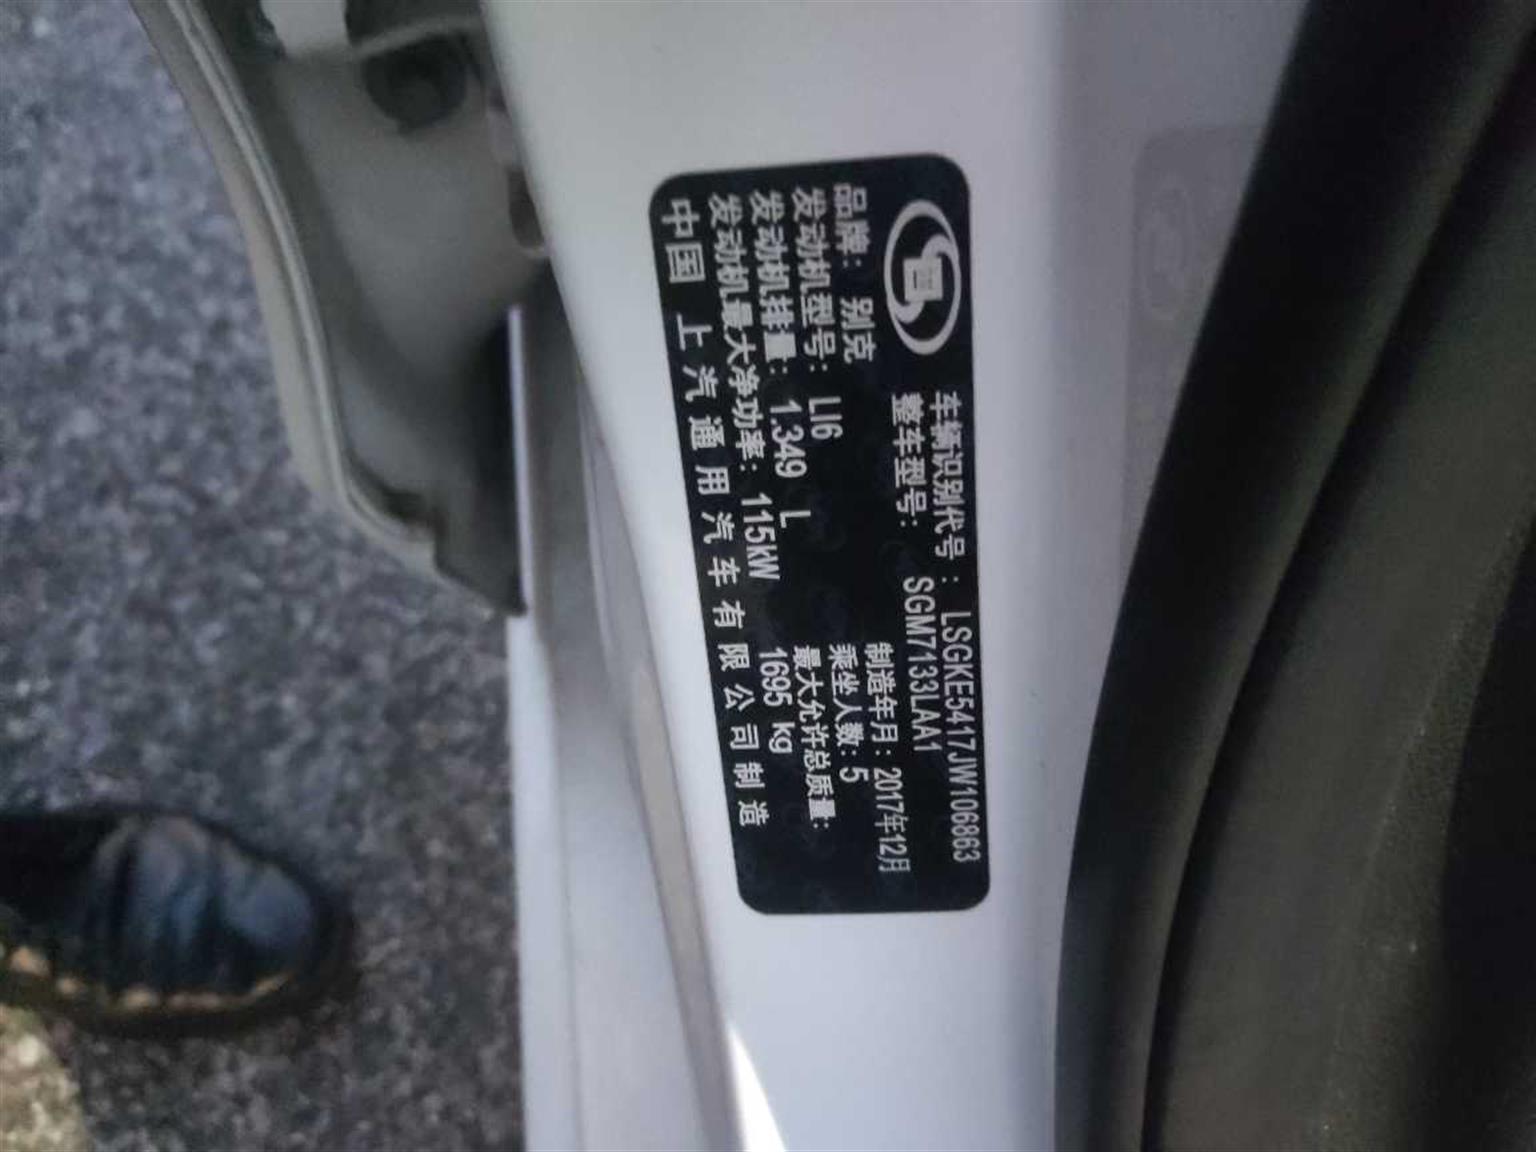 车辆识别代号：LSGKE5417JW106863
整车型号：SGM7133LAA1
品牌：别克
制造年月：2017年12月
发动机型号：LI6
乘坐人数：5
发动机排量：1.349 L
最大允许总质量：
发动机最大净功率：115kW
1695 kg
中国 上汽通用汽车有限公司制造